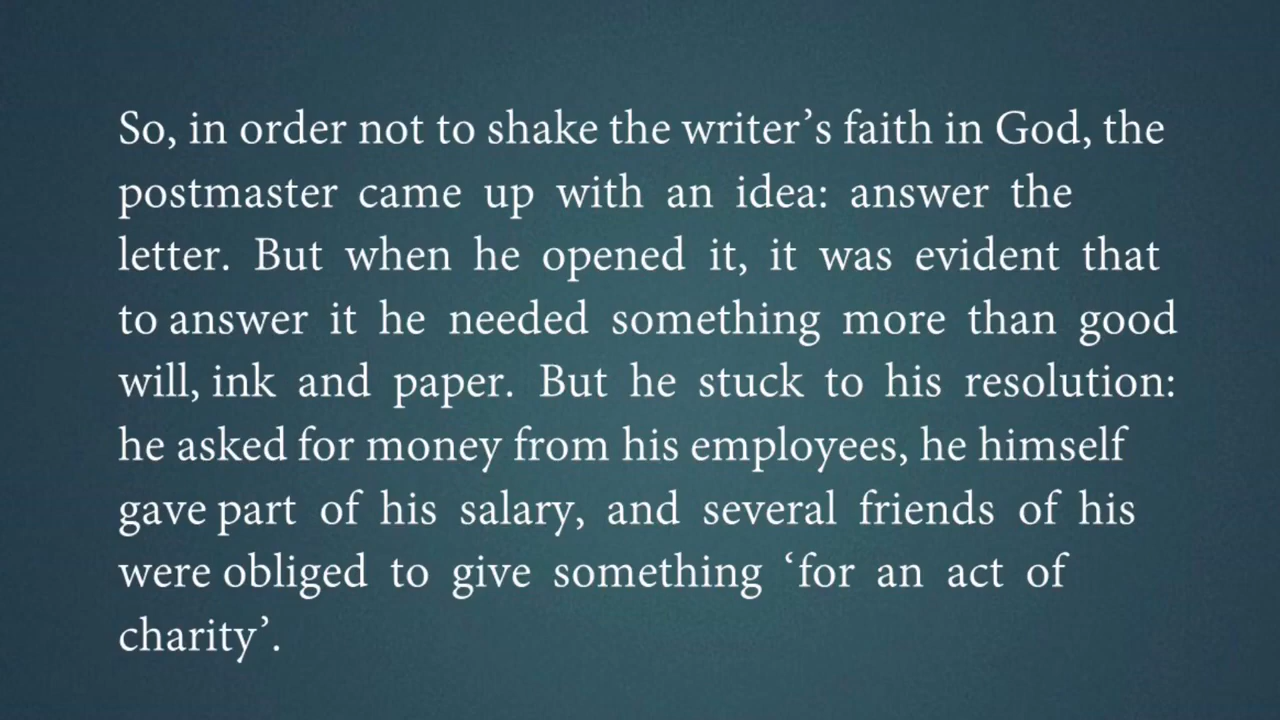 So, in order not to shake the writer’s faith in God, the
postmaster came up with an idea: answer the
letter. But when he opened it, it was evident that
to answer it he needed something more than good
will, ink and paper. But he stuck to his resolution:
he asked for money from his employees, he himself
gave part of his salary, and several friends of his
were obliged to give something ‘for an act of
charity’.